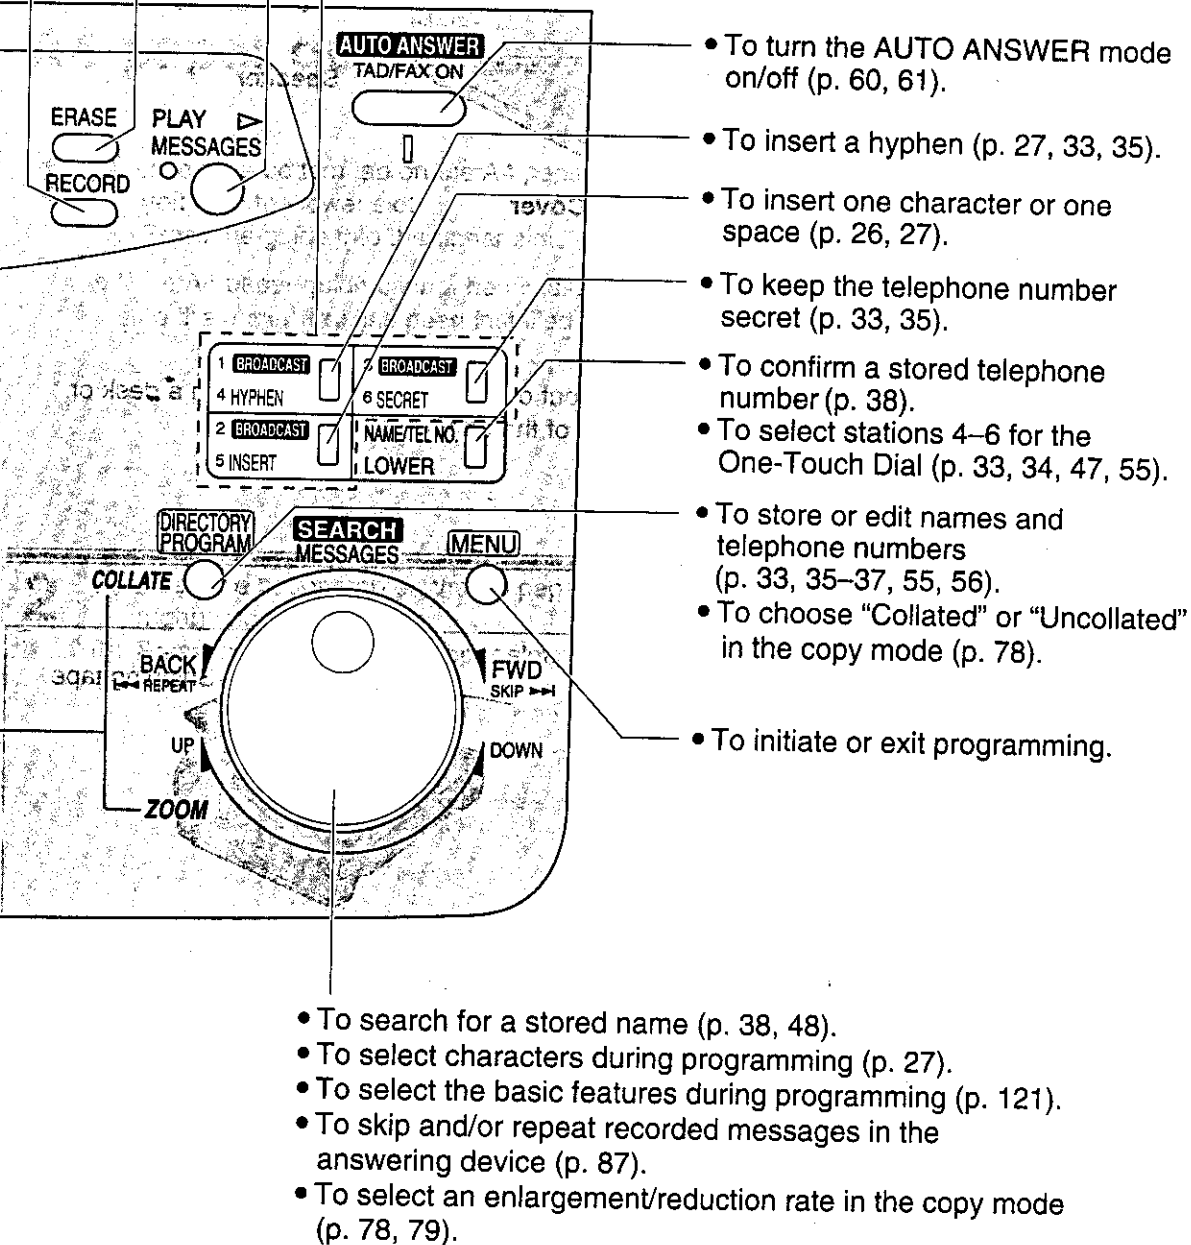 AUTO ANSWER
TAD/FAX ON
ERASE
PLAY
MESSAGES
RECORD
1 BROADCAST
4 HYPHEN
3 BROADCAST
6 SECRET
2 BROADCAST
5 INSERT
NAME/TEL NO.
LOWER
DIRECTORY
PROGRAM
SEARCH
MESSAGES
MENU
COLLATE
BACK
REPEAT
FWD
SKIP
UP
DOWN
ZOOM
• To turn the AUTO ANSWER mode
on/off (p. 60, 61).
• To insert a hyphen (p. 27, 33, 35).
• To insert one character or one
space (p. 26, 27).
• To keep the telephone number
secret (p. 33, 35).
• To confirm a stored telephone
number (p. 38).
• To select stations 4–6 for the
One-Touch Dial (p. 33, 34, 47, 55).
• To store or edit names and
telephone numbers
(p. 33, 35–37, 55, 56).
• To choose “Collated” or “Uncollated”
in the copy mode (p. 78).
• To initiate or exit programming.
• To search for a stored name (p. 38, 48).
• To select characters during programming (p. 27).
• To select the basic features during programming (p. 121).
• To skip and/or repeat recorded messages in the
answering device (p. 87).
• To select an enlargement/reduction rate in the copy mode
(p. 78, 79).